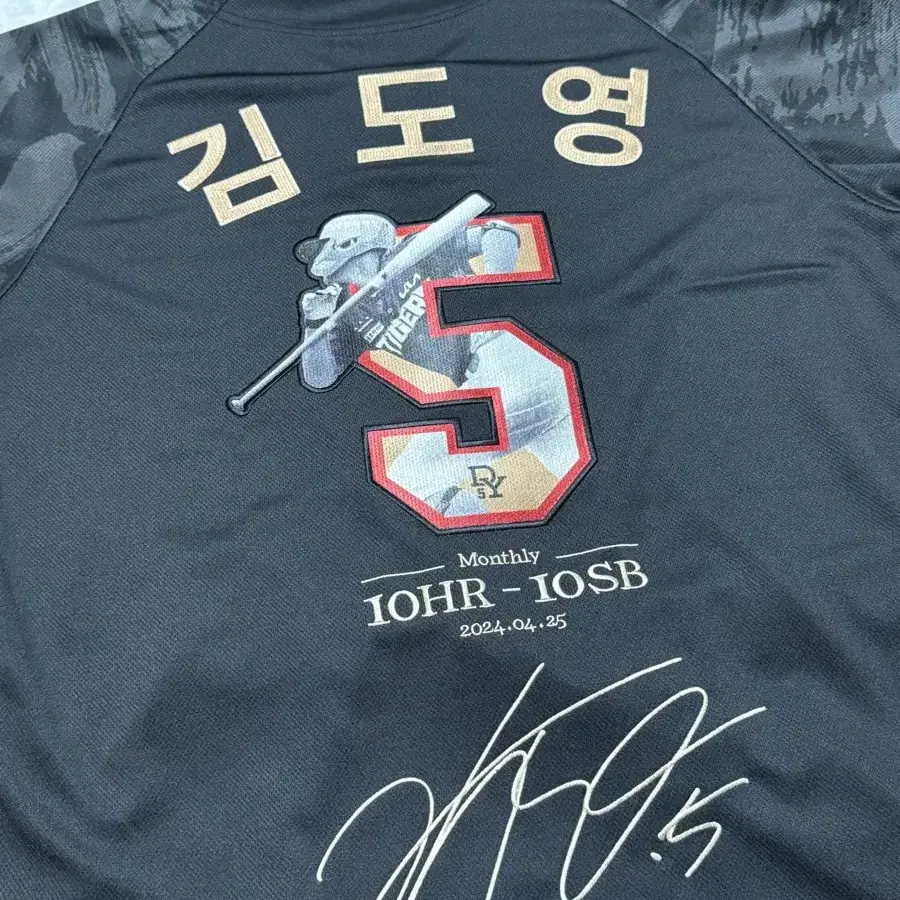 김도영
5
TIGERS
DY
5
Monthly
10HR - 10SB
2024.04.25
.5